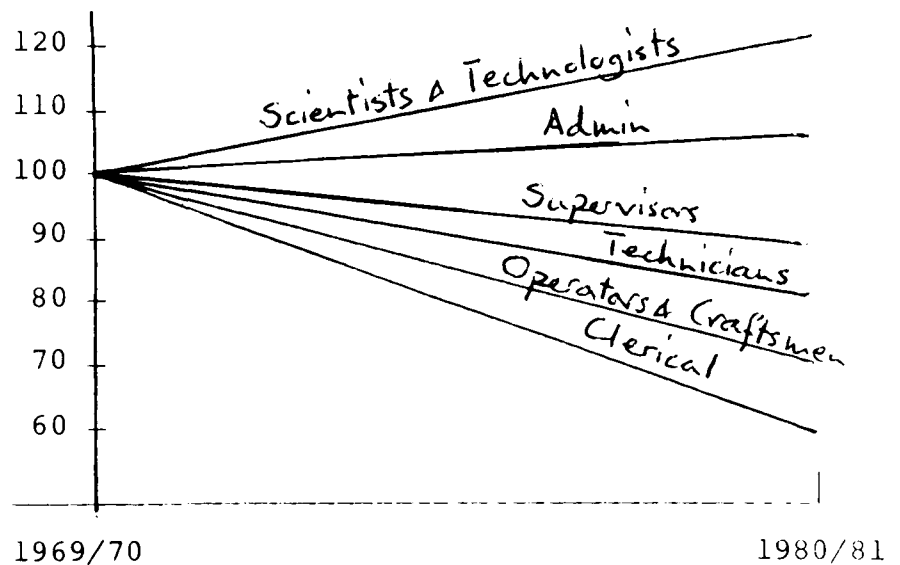 120
Scientists & Technologists
110
Admin
100
Supervisors
90
Technicians
Operators & Craftsmen
80
Clerical
70
60
1969/70
1980/81